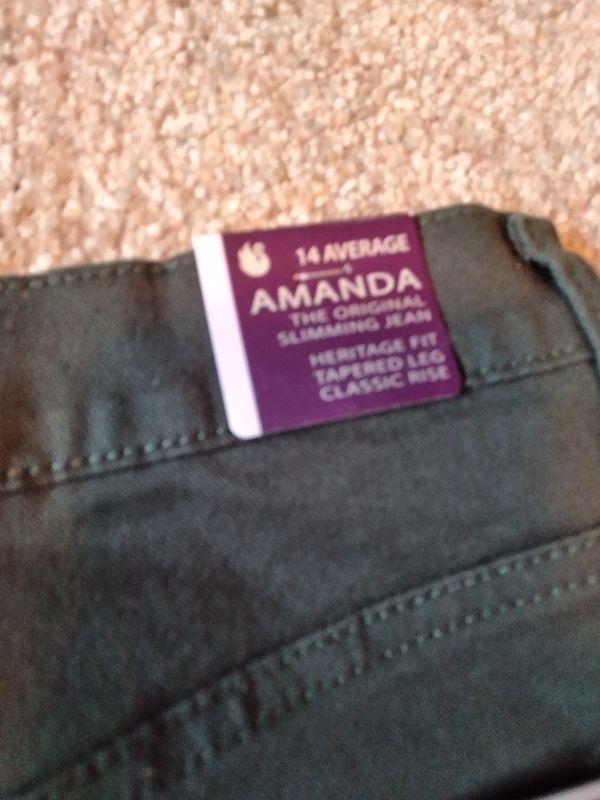 14 AVERAGE
AMANDA
THE ORIGINAL
SLIMMING JEAN
HERITAGE FIT
TAPERED LEG
CLASSIC RISE